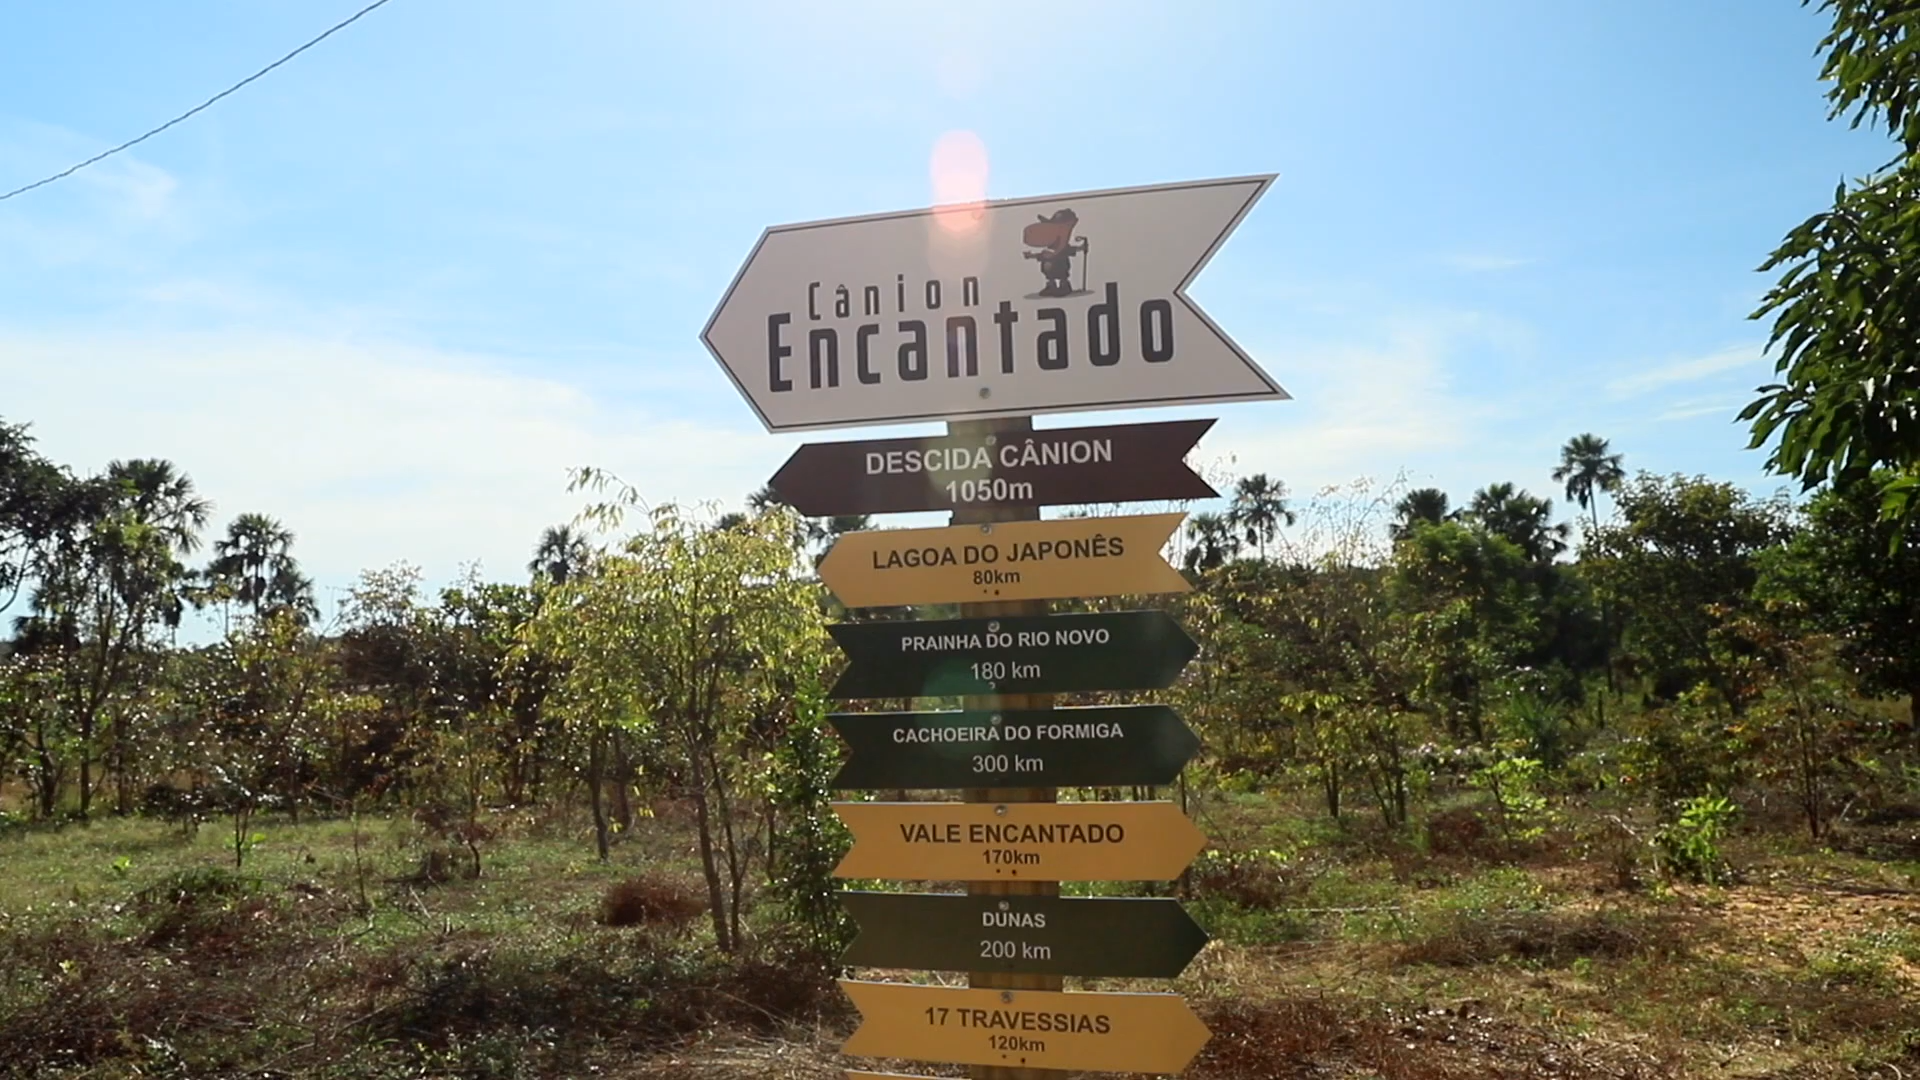 Cânion
Encantado
DESCIDA CÂNION
1050m
LAGOA DO JAPONÊS
80km
PRAINHA DO RIO NOVO
180 km
CACHOEIRA DO FORMIGA
300 km
VALE ENCANTADO
170km
DUNAS
200 km
17 TRAVESSIAS
120km